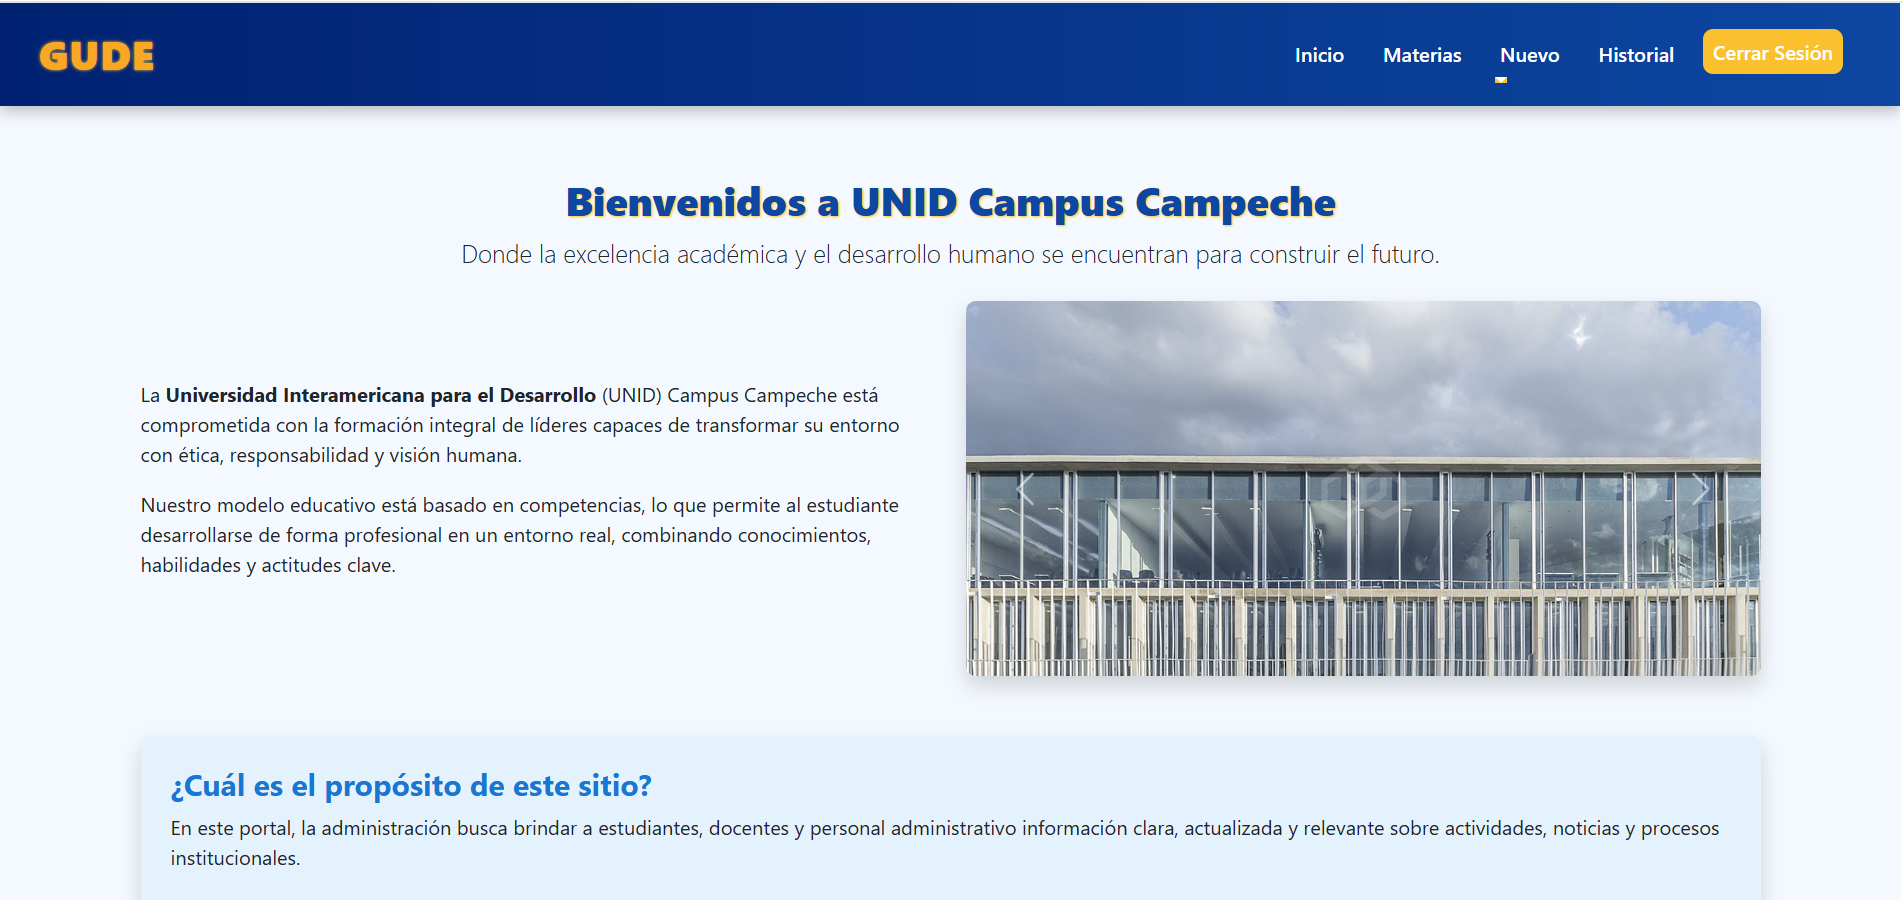 GUDE
Inicio Materias Nuevo Historial Cerrar Sesión
Bienvenidos a UNID Campus Campeche
Donde la excelencia académica y el desarrollo humano se encuentran para construir el futuro.
La Universidad Interamericana para el Desarrollo (UNID) Campus Campeche está
comprometida con la formación integral de líderes capaces de transformar su entorno
con ética, responsabilidad y visión humana.
Nuestro modelo educativo está basado en competencias, lo que permite al estudiante
desarrollarse de forma profesional en un entorno real, combinando conocimientos,
habilidades y actitudes clave.
¿Cuál es el propósito de este sitio?
En este portal, la administración busca brindar a estudiantes, docentes y personal administrativo información clara, actualizada y relevante sobre actividades, noticias y procesos
institucionales.